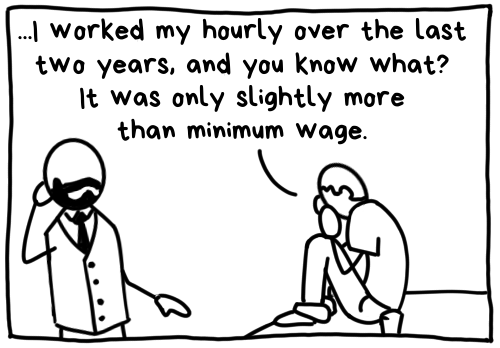 ...I worked my hourly over the last
two years, and you know what?
It was only slightly more
than minimum wage.